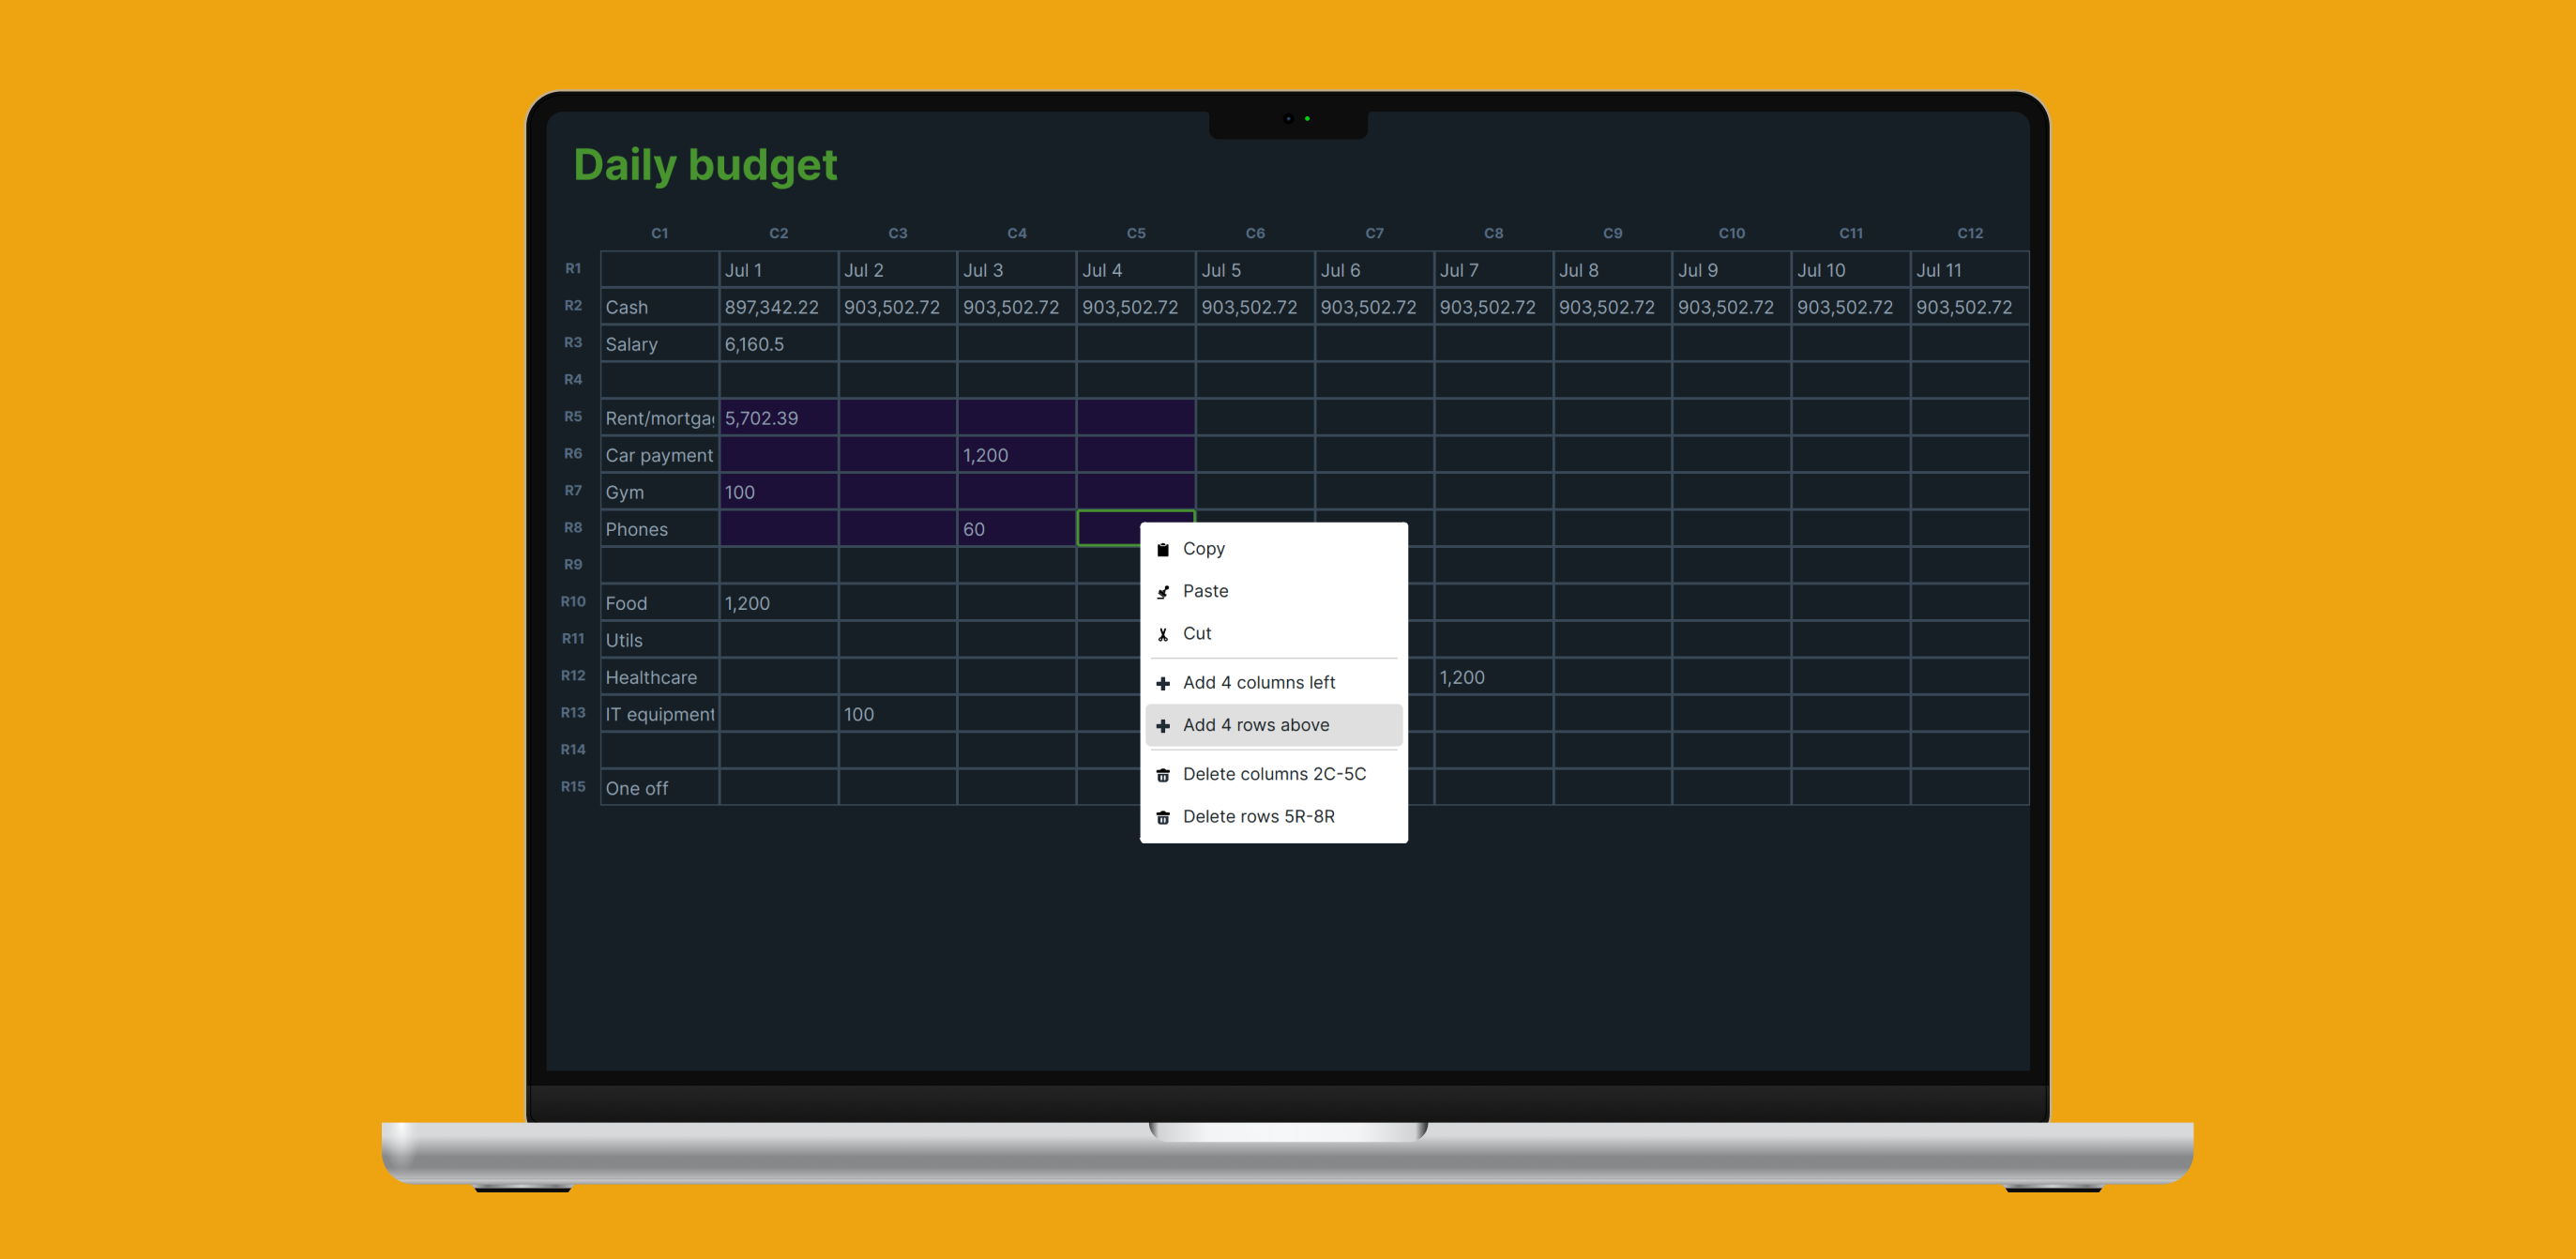 Daily budget
C1 C2 C3 C4 C5 C6 C7 C8 C9 C10 C11 C12
R1 Jul 1 Jul 2 Jul 3 Jul 4 Jul 5 Jul 6 Jul 7 Jul 8 Jul 9 Jul 10 Jul 11
R2 Cash 897,342.22 903,502.72 903,502.72 903,502.72 903,502.72 903,502.72 903,502.72 903,502.72 903,502.72 903,502.72 903,502.72
R3 Salary 6,160.5
R4
R5 Rent/mortga 5,702.39
R6 Car payment 1,200
R7 Gym 100
R8 Phones 60
R9
R10 Food 1,200
R11 Utils
R12 Healthcare 1,200
R13 IT equipment 100
R14
R15 One off
Copy
Paste
Cut
Add 4 columns left
Add 4 rows above
Delete columns 2C-5C
Delete rows 5R-8R